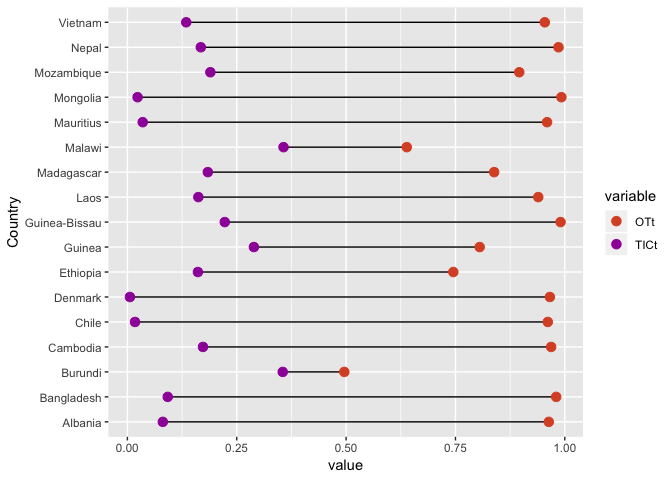 Vietnam
Nepal
Mozambique
Mongolia
Mauritius
Malawi
Madagascar
Laos
Guinea-Bissau
Guinea
Ethiopia
Denmark
Chile
Cambodia
Burundi
Bangladesh
Albania
Country
0.00 0.25 0.50 0.75 1.00
value
variable
OTt
TICt